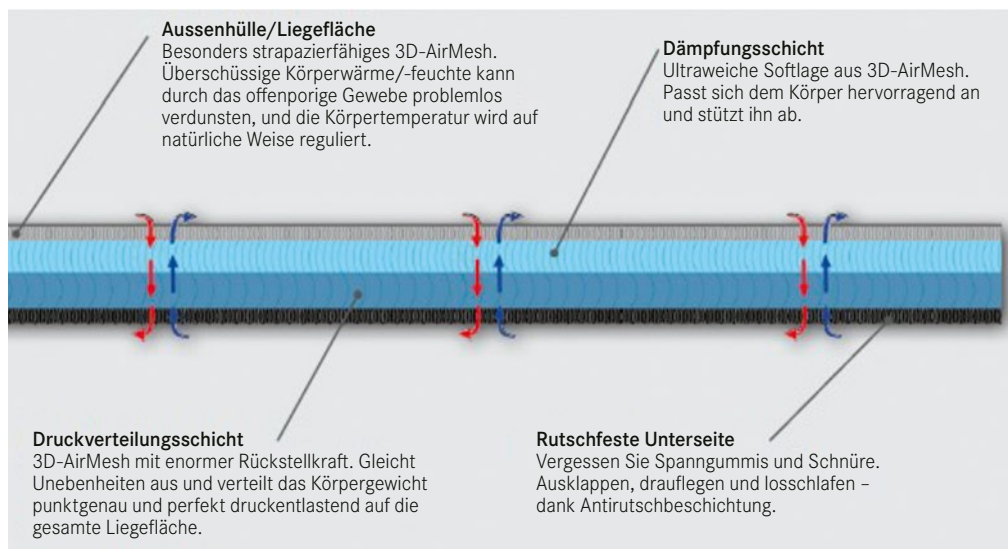 Aussenhülle/Liegefläche
Besonders strapazierfähiges 3D-AirMesh.
Überschüssige Körperwärme/-feuchte kann
durch das offenporige Gewebe problemlos
verdunsten, und die Körpertemperatur wird auf
natürliche Weise reguliert.
Dämpfungsschicht
Ultraweiche Softlage aus 3D-AirMesh.
Passt sich dem Körper hervorragend an
und stützt ihn ab.
Druckverteilungsschicht
3D-AirMesh mit enormer Rückstellkraft. Gleicht
Unebenheiten aus und verteilt das Körpergewicht
punktgenau und perfekt druckentlastend auf die
gesamte Liegefläche.
Rutschfeste Unterseite
Vergessen Sie Spanngummis und Schnüre.
Ausklappen, drauflegen und losschlafen –
dank Antirutschbeschichtung.